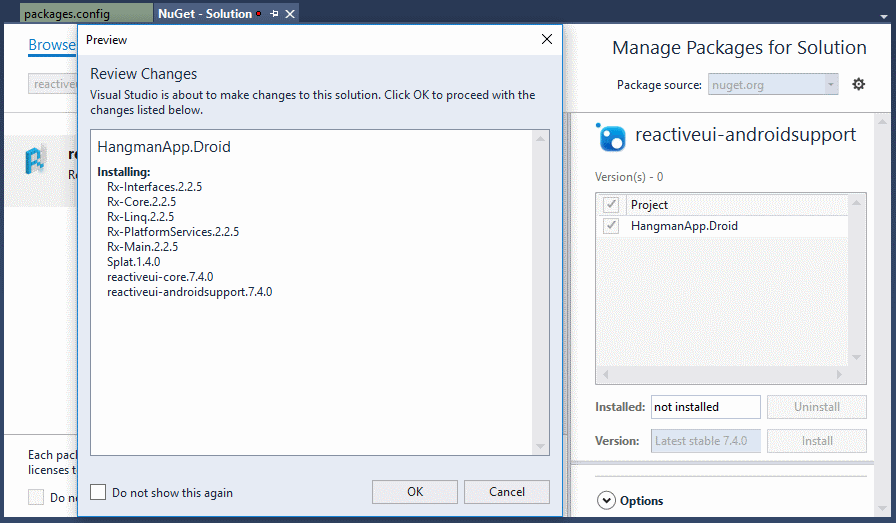 packages.config
NuGet - Solution
Browse
reactive
Manage Packages for Solution
Package source:
nuget.org
Preview
Review Changes
Visual Studio is about to make changes to this solution. Click OK to proceed with the
changes listed below.
HangmanApp.Droid
Installing:
Rx-Interfaces.2.2.5
Rx-Core.2.2.5
Rx-Linq.2.2.5
Rx-PlatformServices.2.2.5
Rx-Main.2.2.5
Splat.1.4.0
reactiveui-core.7.4.0
reactiveui-androidsupport.7.4.0
Do not show this again
OK
Cancel
Each pac
licenses t
reactiveui-androidsupport
Version(s) - 0
Project
HangmanApp.Droid
Installed:
not installed
Uninstall
Version:
Latest stable 7.4.0
Install
Options